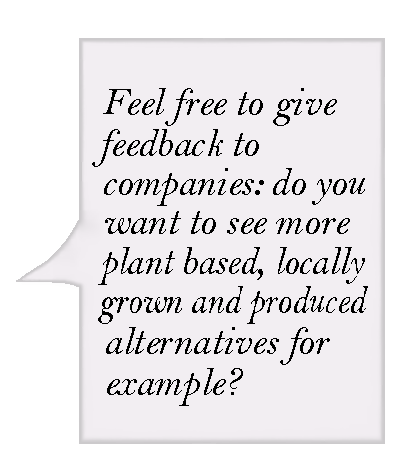 Feel free to give
feedback to
companies: do you
want to see more
plant based, locally
grown and produced
alternatives for
example?